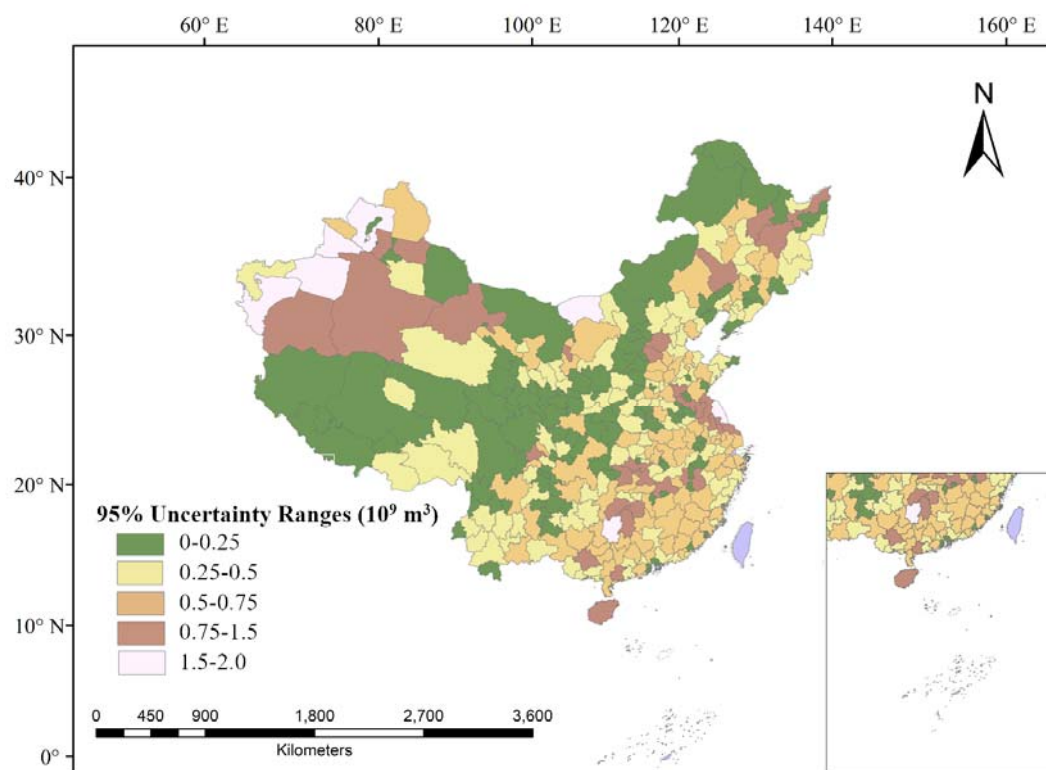 60° E 80° E 100° E 120° E 140° E 160° E
N
40° N
30° N
20° N
10° N
0°
95% Uncertainty Ranges (10⁹ m³)
0-0.25
0.25-0.5
0.5-0.75
0.75-1.5
1.5-2.0
0 450 900 1,800 2,700 3,600
Kilometers